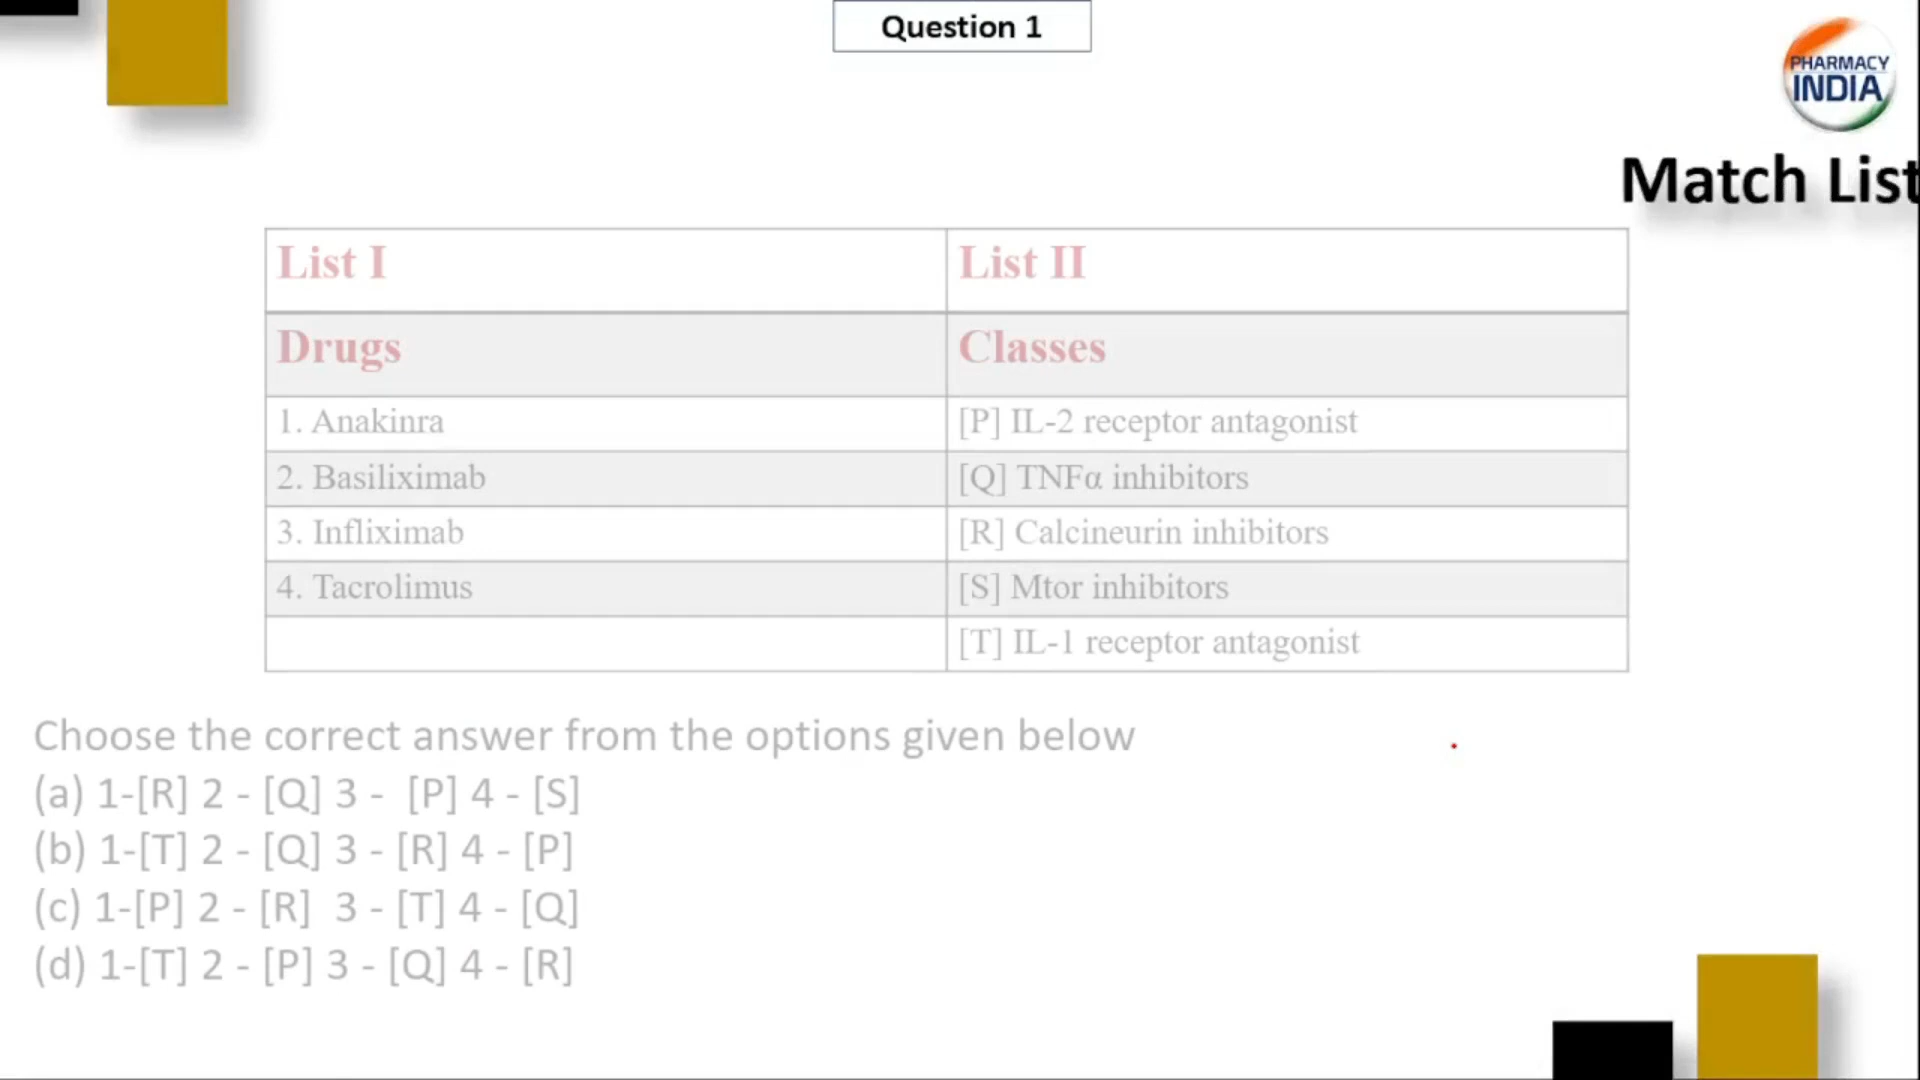 Question 1
PHARMACY
INDIA
Match List
List I List II
Drugs Classes
1. Anakinra [P] IL-2 receptor antagonist
2. Basiliximab [Q] TNFα inhibitors
3. Infliximab [R] Calcineurin inhibitors
4. Tacrolimus [S] Mtor inhibitors
[T] IL-1 receptor antagonist
Choose the correct answer from the options given below
(a) 1-[R] 2 - [Q] 3 - [P] 4 - [S]
(b) 1-[T] 2 - [Q] 3 - [R] 4 - [P]
(c) 1-[P] 2 - [R] 3 - [T] 4 - [Q]
(d) 1-[T] 2 - [P] 3 - [Q] 4 - [R]